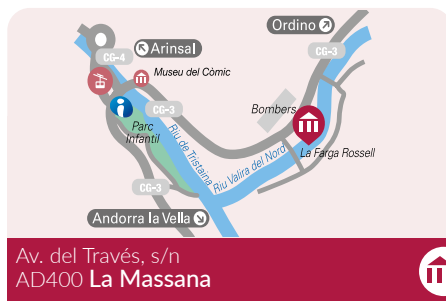 Ordino
CG-3
Arinsal
CG-4
Museu del Còmic
CG-3
Bombers
Parc
Infantil
Riu de Tristaina
La Farga Rossell
Riu Valira del Nord
CG-3
Andorra la Vella
Av. del Través, s/n
AD400 La Massana